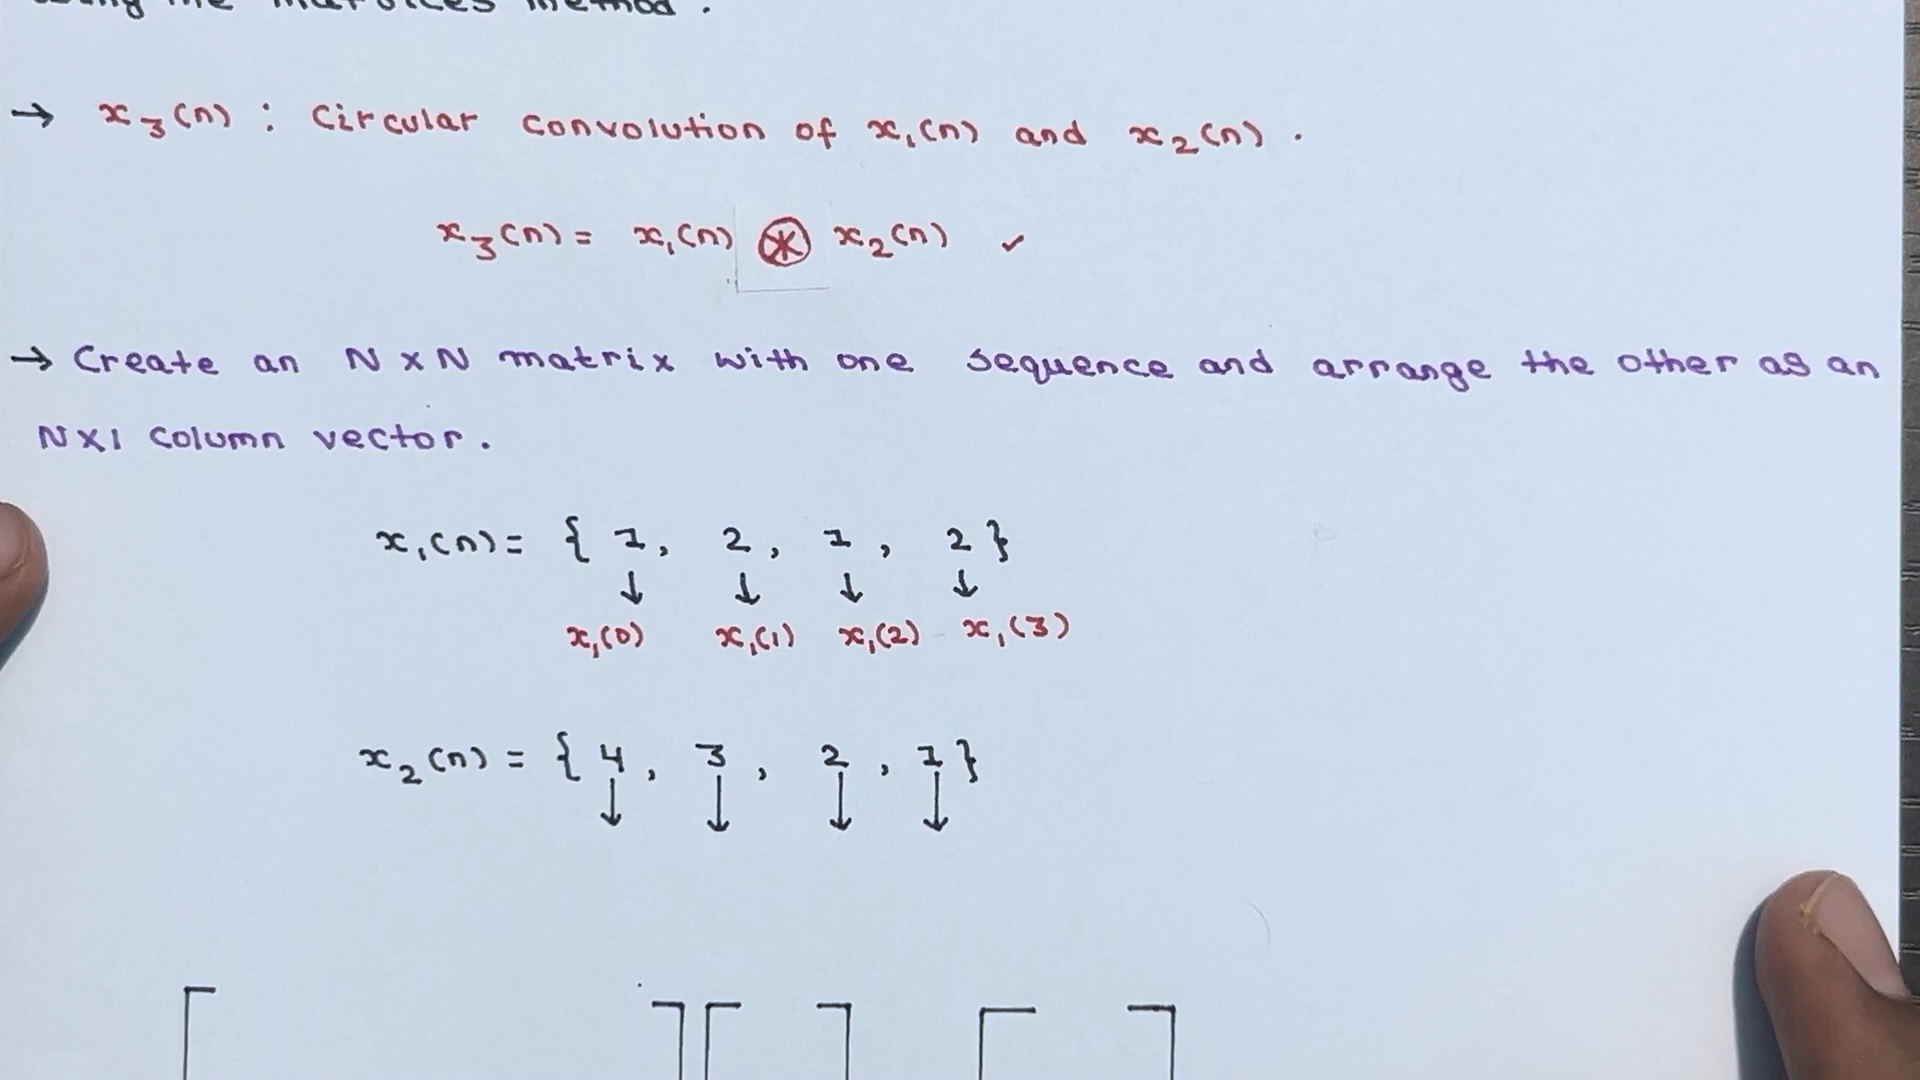 → x₃(n) : Circular convolution of x₁(n) and x₂(n) .
x₃(n) = x₁(n) ⊛ x₂(n) ✓
→ Create an N×N matrix with one sequence and arrange the other as an
N×1 column vector.
x₁(n) = { 1, 2, 1, 2 }
↓ ↓ ↓ ↓
x₁(0) x₁(1) x₁(2) x₁(3)
x₂(n) = { 4, 3, 2, 1 }
↓ ↓ ↓ ↓